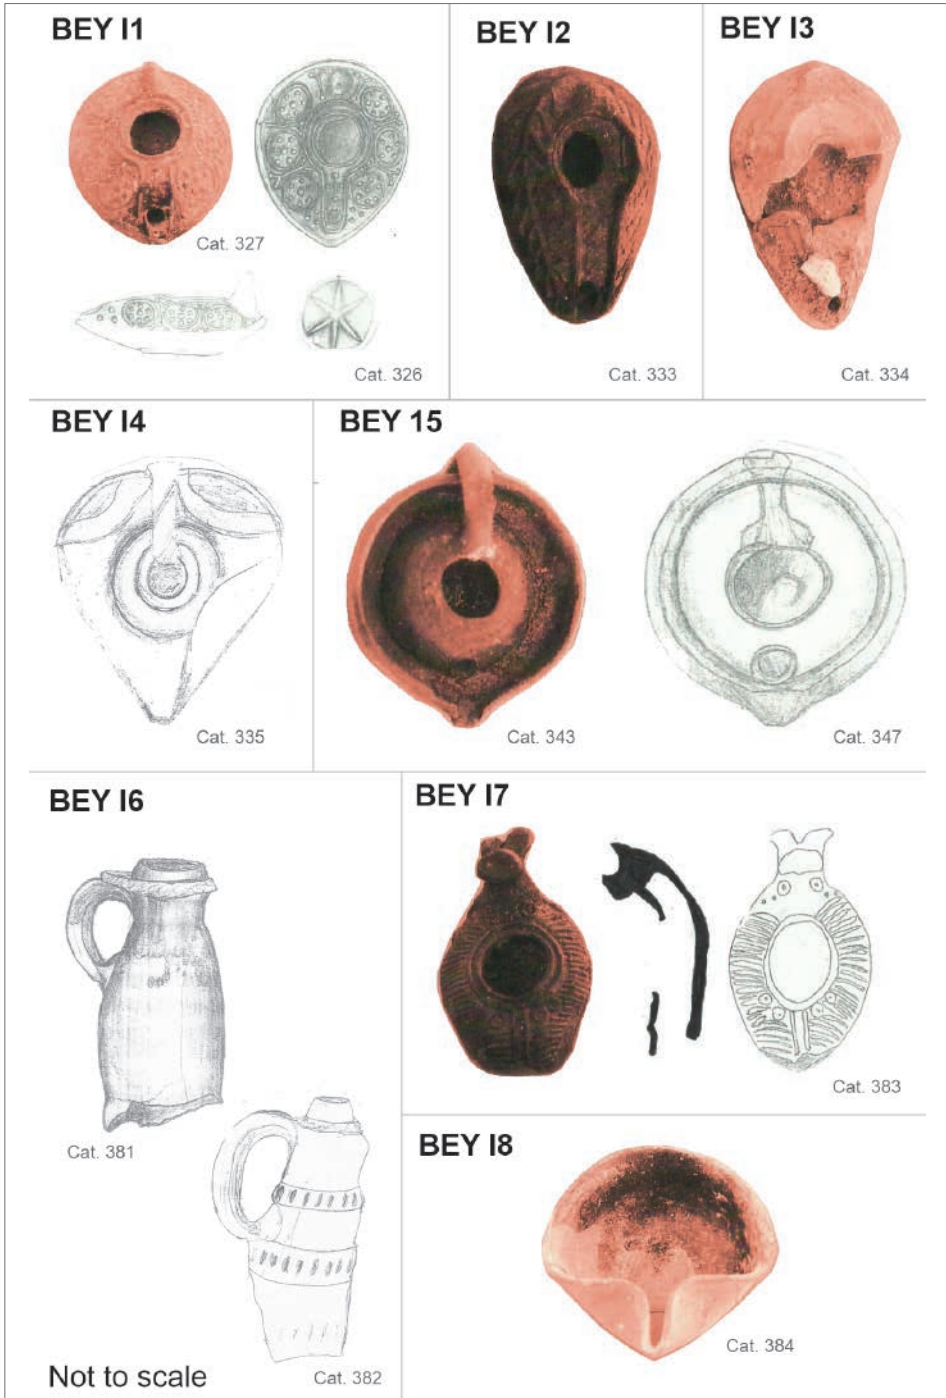 BEY I1
Cat. 327
Cat. 326
BEY I2
Cat. 333
BEY I3
Cat. 334
BEY I4
Cat. 335
BEY 15
Cat. 343
Cat. 347
BEY I6
Cat. 381
Cat. 382
Not to scale
BEY I7
Cat. 383
BEY I8
Cat. 384